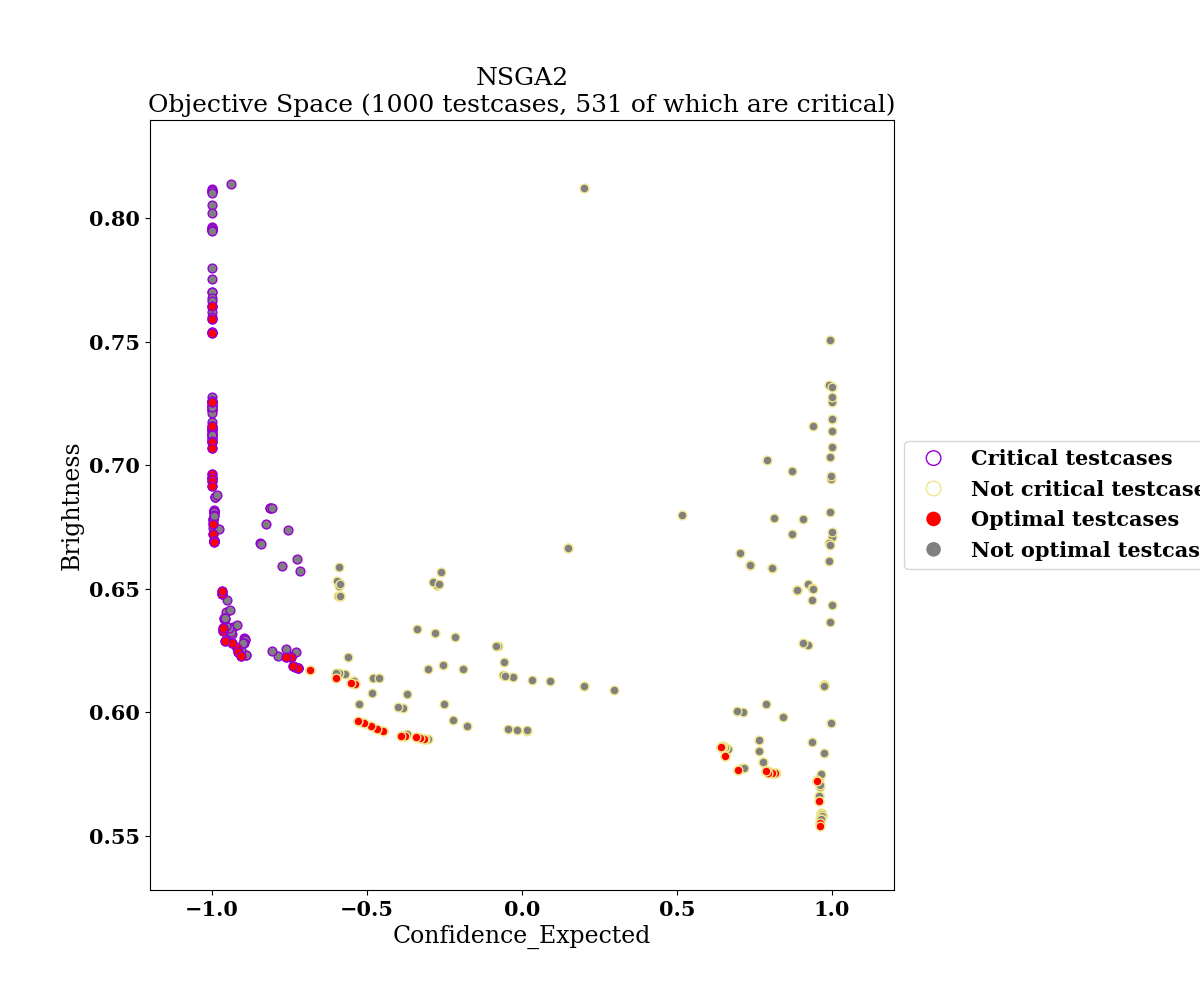 NSGA2
Objective Space (1000 testcases, 531 of which are critical)
0.80
0.75
0.70
0.65
0.60
0.55
Brightness
−1.0
−0.5
0.0
0.5
1.0
Confidence_Expected
Critical testcases
Not critical testcase
Optimal testcases
Not optimal testcas